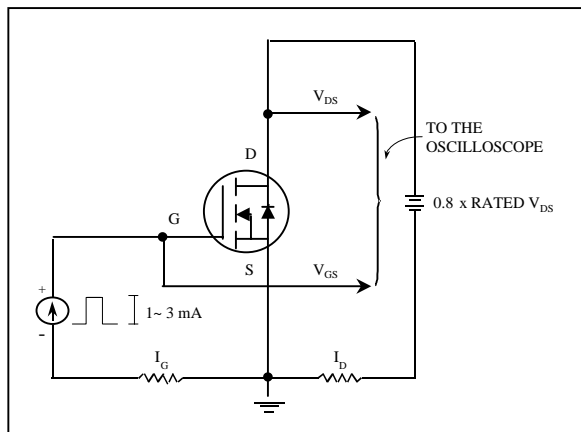 V_DS
TO THE
OSCILLOSCOPE
D
0.8 x RATED V_DS
G
S
V_GS
+
1~ 3 mA
-
I_G
I_D